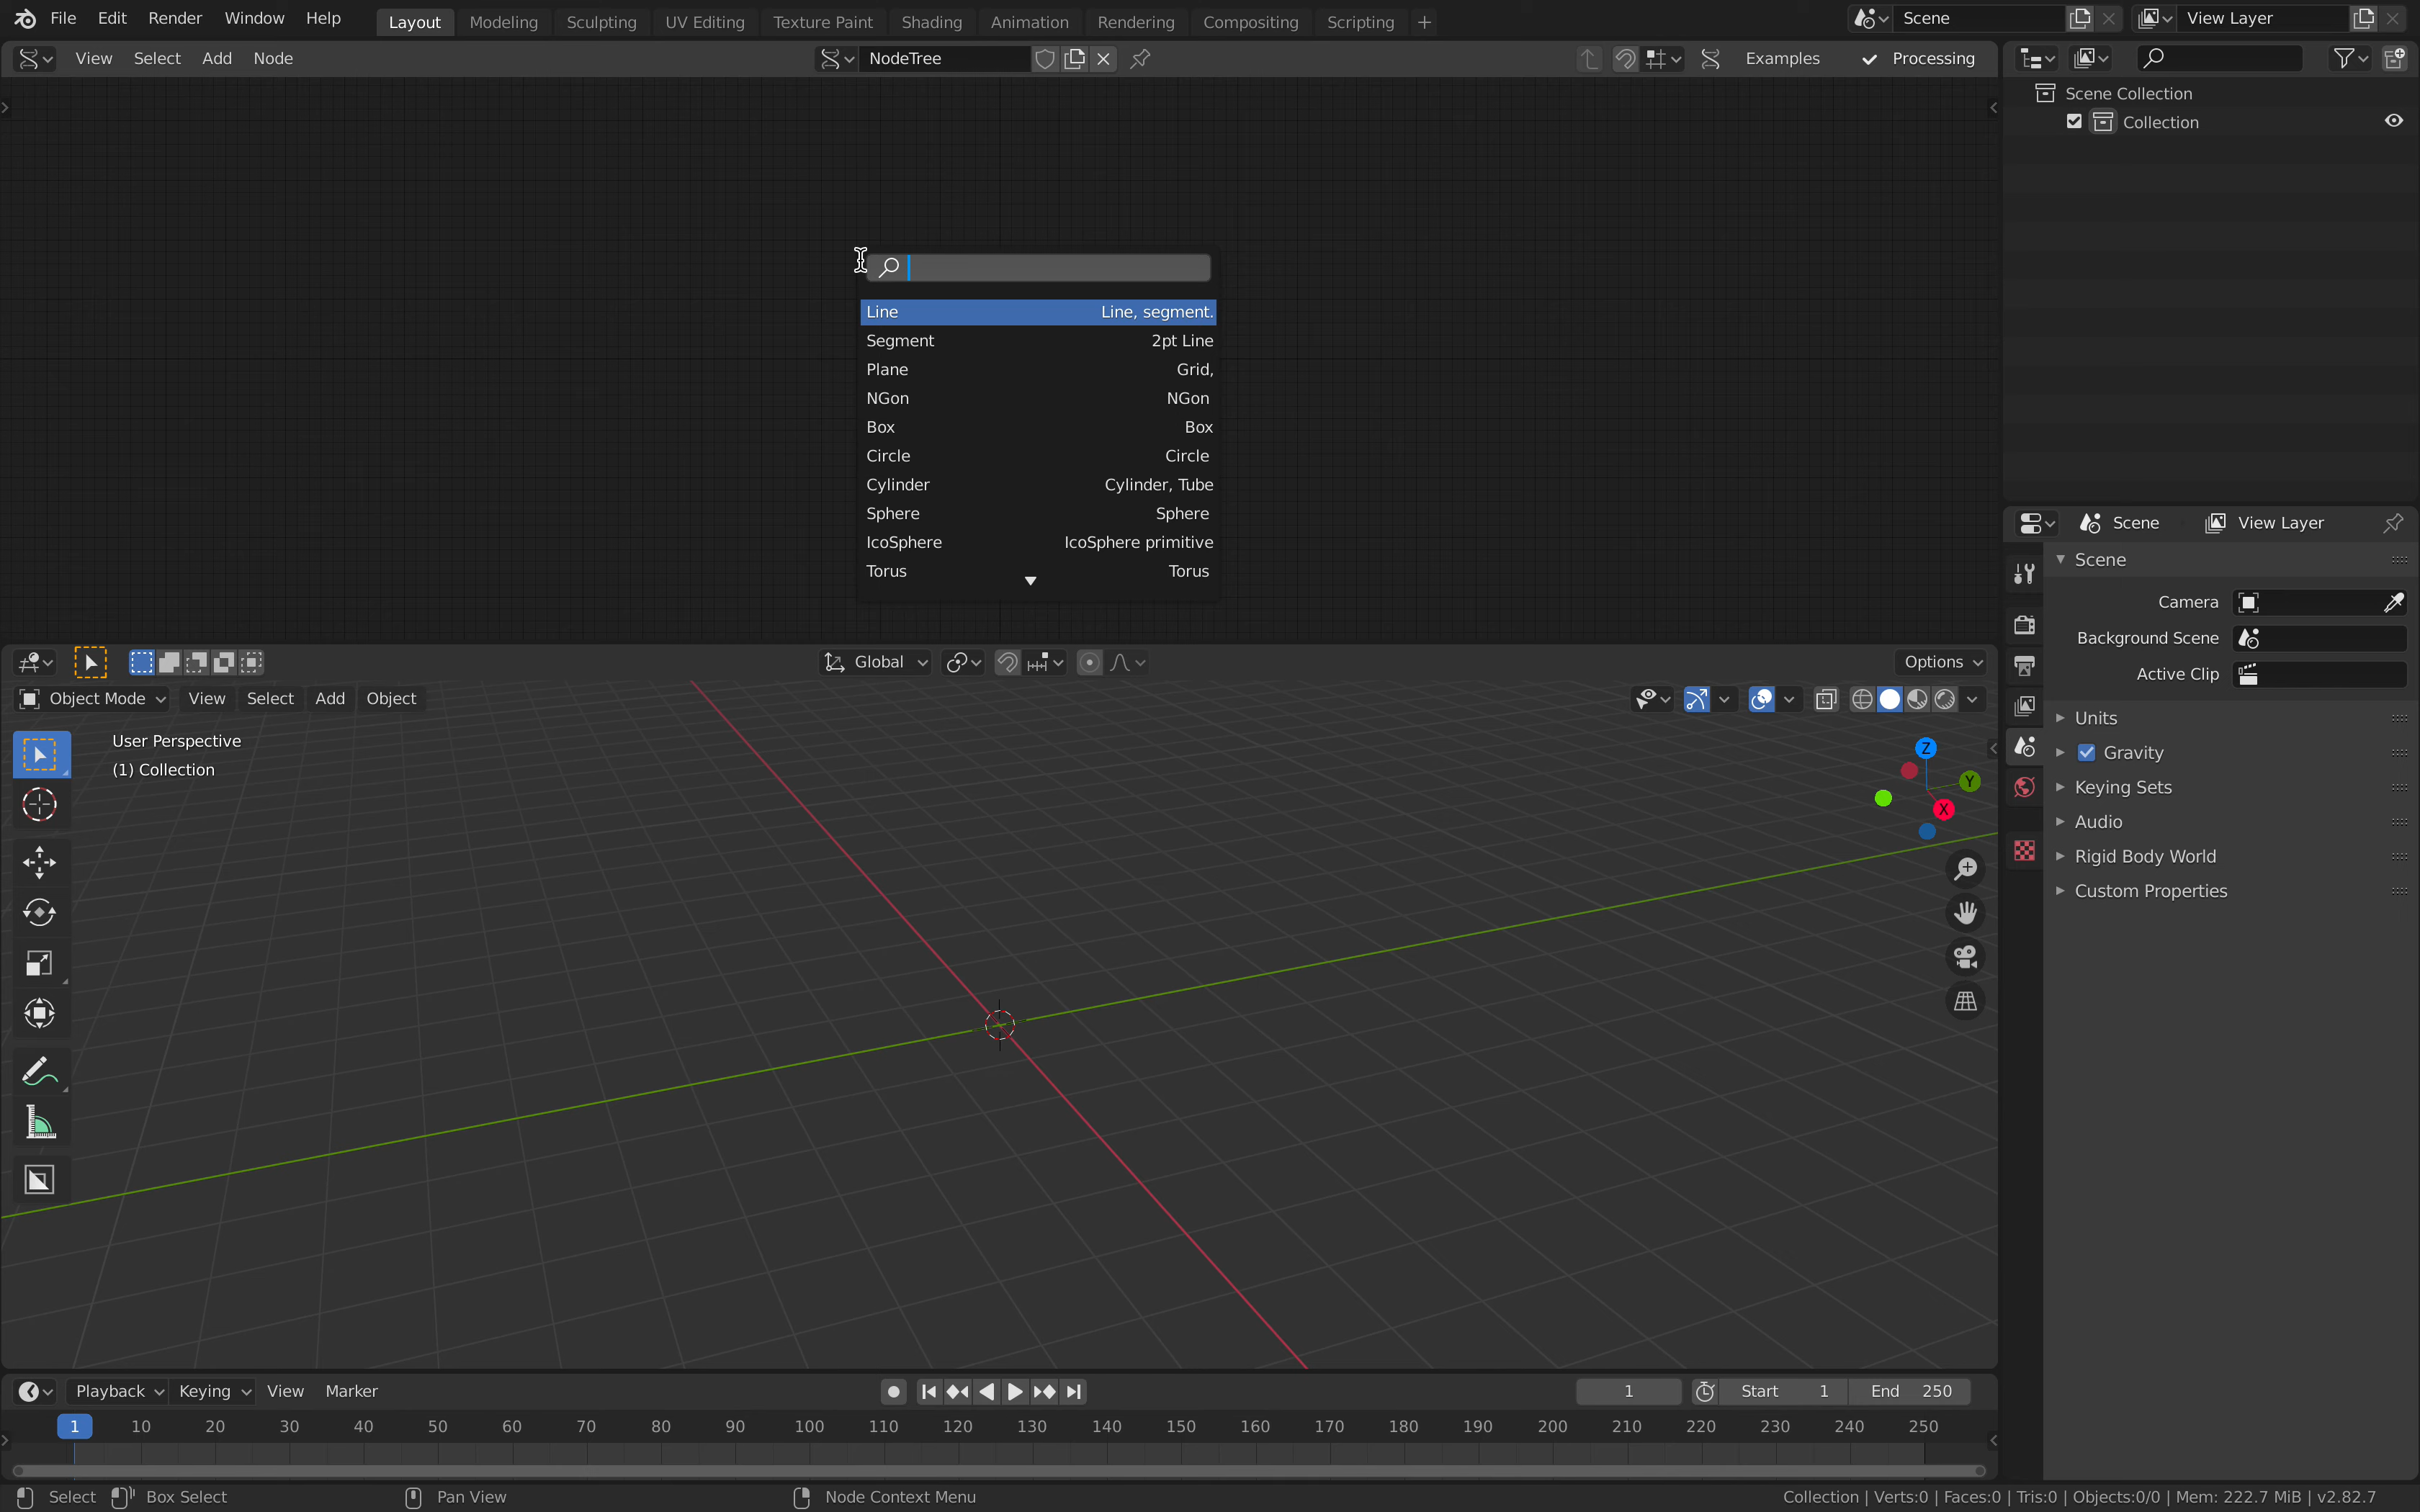 File Edit Render Window Help Layout Modeling Sculpting UV Editing Texture Paint Shading Animation Rendering Compositing Scripting + Scene View Layer
View Select Add Node NodeTree Examples Processing
Scene Collection
Collection
Line Line, segment.
Segment 2pt Line
Plane Grid,
NGon NGon
Box Box
Circle Circle
Cylinder Cylinder, Tube
Sphere Sphere
IcoSphere IcoSphere primitive
Torus Torus
Scene View Layer
Scene
Camera
Background Scene
Active Clip
Units
Gravity
Keying Sets
Audio
Rigid Body World
Custom Properties
Global Options
Object Mode View Select Add Object
User Perspective
(1) Collection
Z
Y
X
Playback Keying View Marker 1 Start 1 End 250
1 10 20 30 40 50 60 70 80 90 100 110 120 130 140 150 160 170 180 190 200 210 220 230 240 250
Select Box Select Pan View Node Context Menu Collection | Verts:0 | Faces:0 | Tris:0 | Objects:0/0 | Mem: 222.7 MiB | v2.82.7